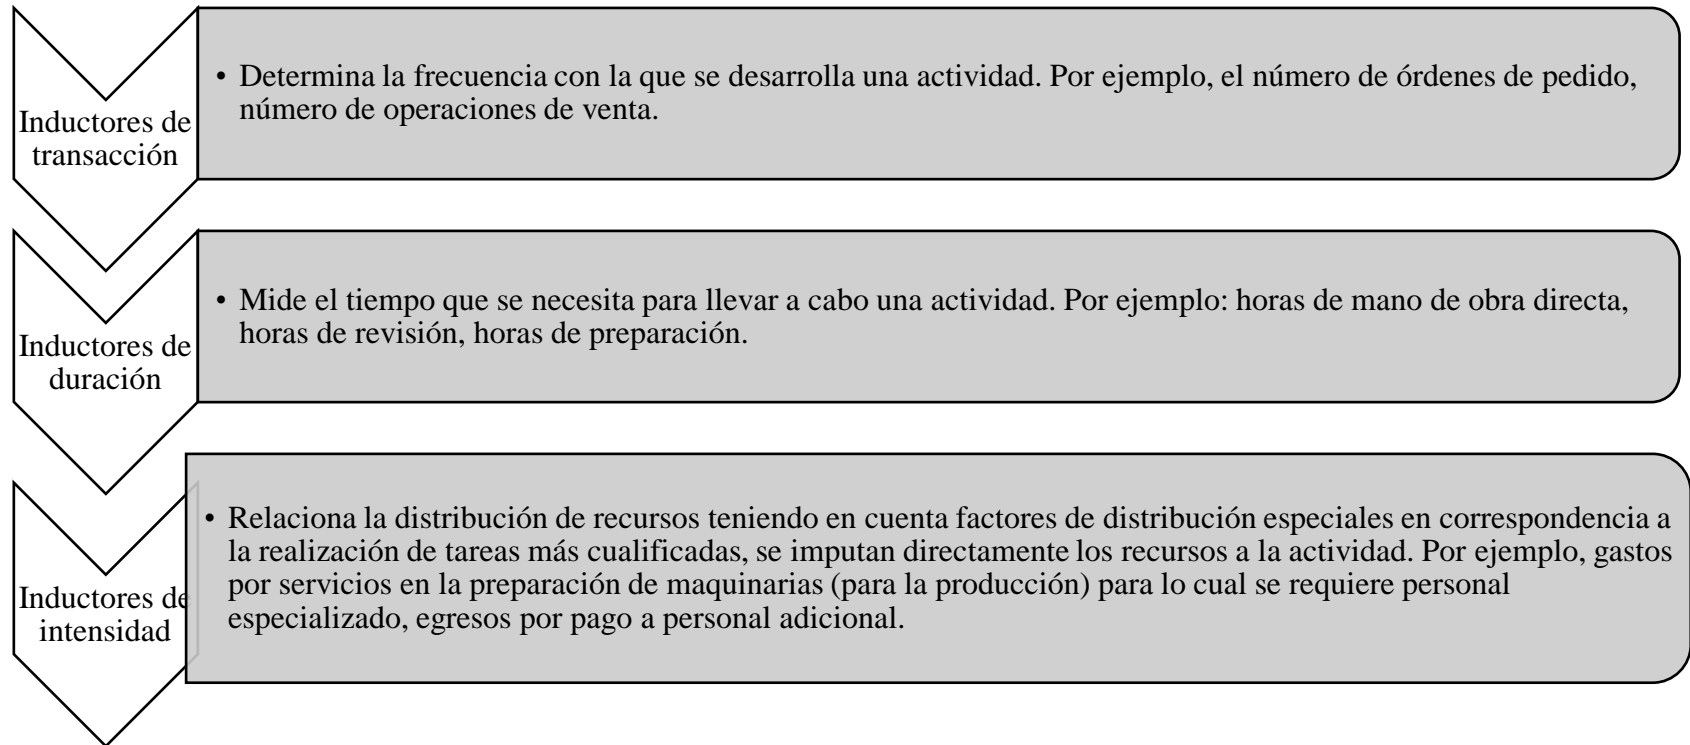 Inductores de
transacción
• Determina la frecuencia con la que se desarrolla una actividad. Por ejemplo, el número de órdenes de pedido,
número de operaciones de venta.
Inductores de
duración
• Mide el tiempo que se necesita para llevar a cabo una actividad. Por ejemplo: horas de mano de obra directa,
horas de revisión, horas de preparación.
Inductores de
intensidad
• Relaciona la distribución de recursos teniendo en cuenta factores de distribución especiales en correspondencia a
la realización de tareas más cualificadas, se imputan directamente los recursos a la actividad. Por ejemplo, gastos
por servicios en la preparación de maquinarias (para la producción) para lo cual se requiere personal
especializado, egresos por pago a personal adicional.